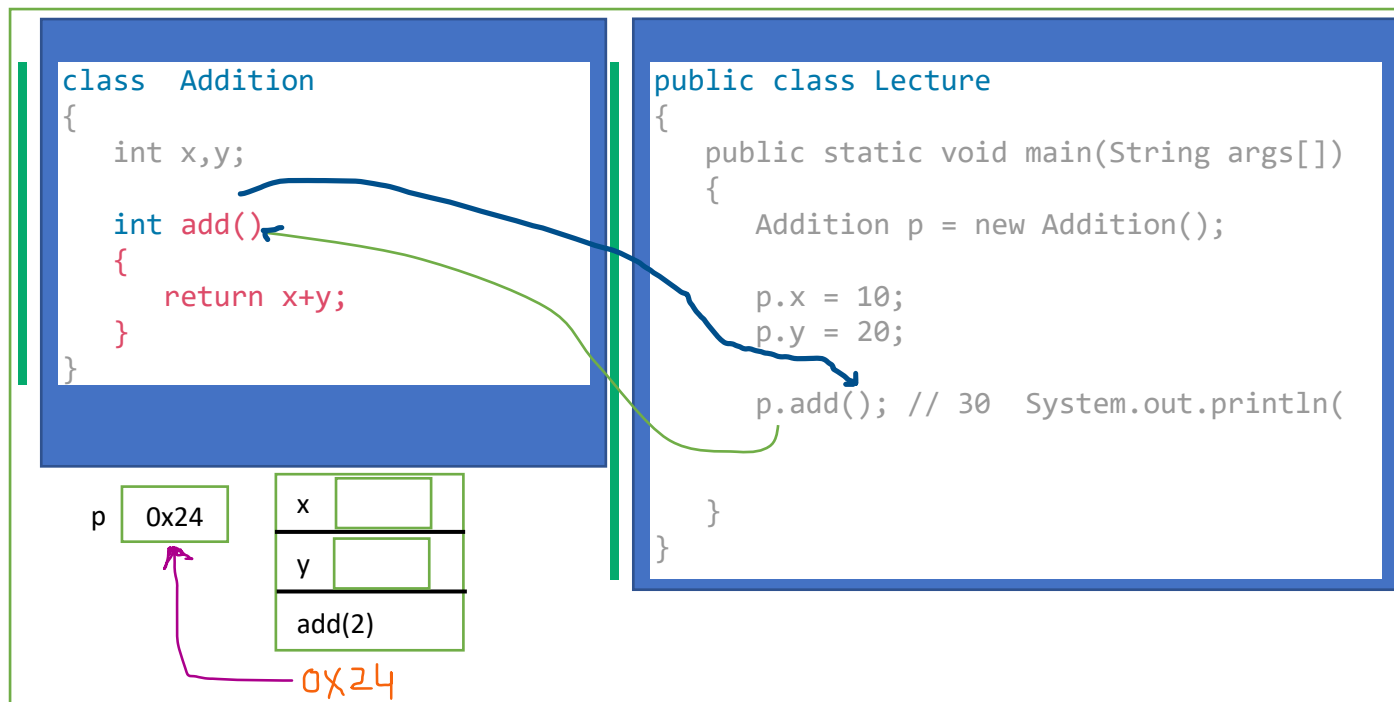 class  Addition
{
   int x,y;
   int add()
   {
      return x+y;
   }
}
public class Lecture
{
   public static void main(String args[])
   {
      Addition p = new Addition();
      p.x = 10;
      p.y = 20;
      p.add(); // 30  System.out.println(
   }
}
p 0x24
x
y
add(2)
0X24